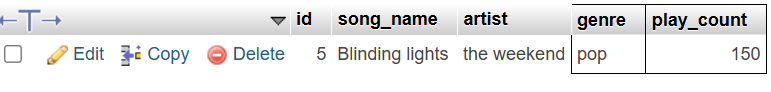 id song_name artist genre play_count
Edit Copy Delete 5 Blinding lights the weekend pop 150